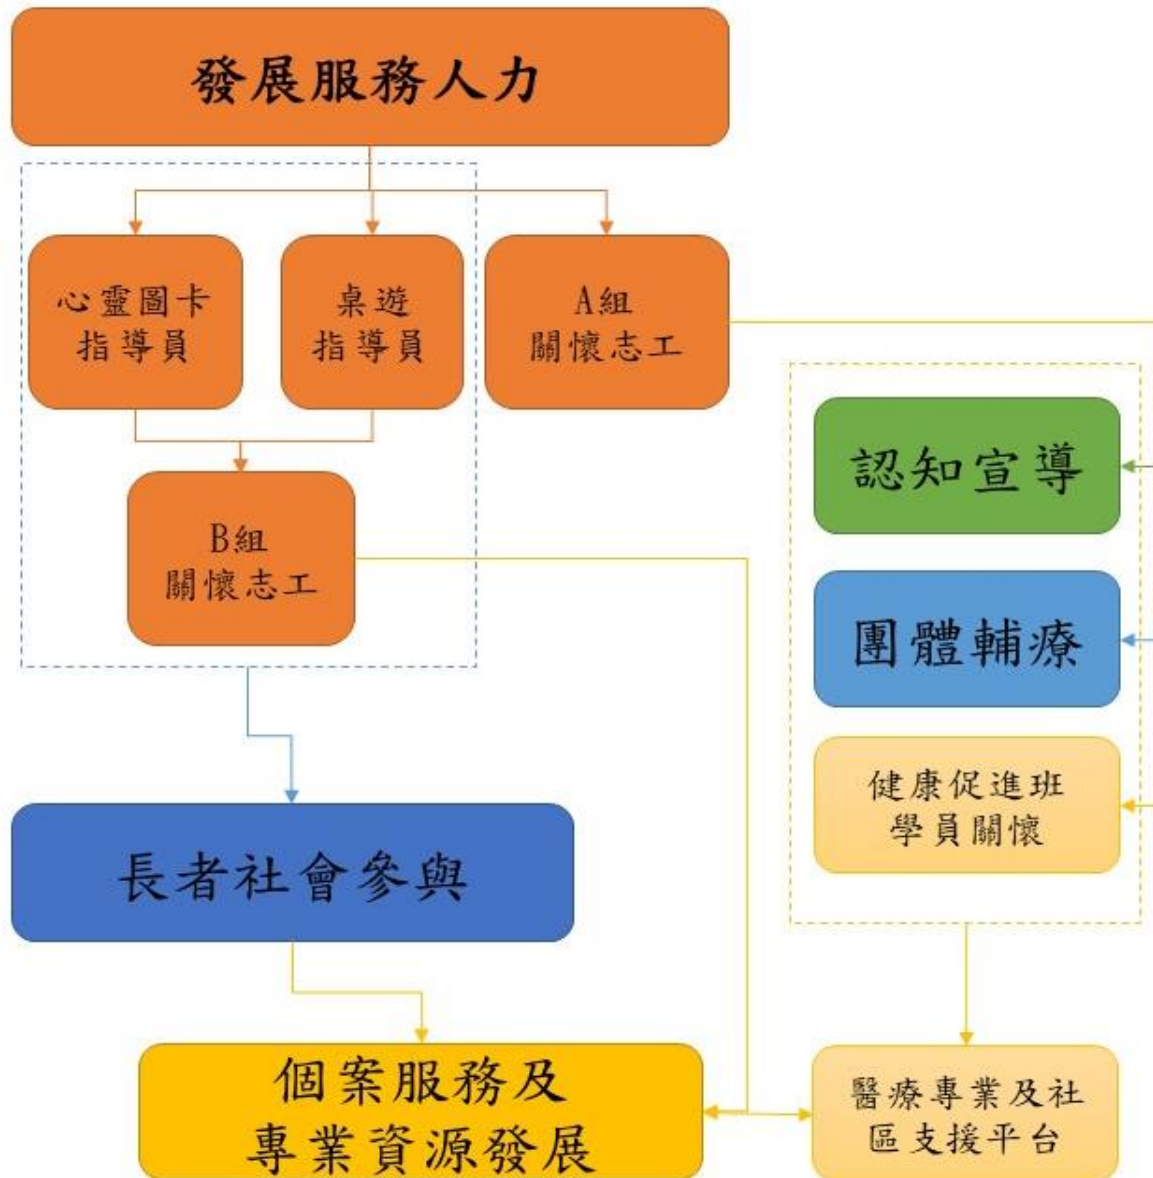 發展服務人力
心靈圖卡
指導員
桌遊
指導員
A組
關懷志工
B組
關懷志工
認知宣導
團體輔療
健康促進班
學員關懷
長者社會參與
個案服務及
專業資源發展
醫療專業及社
區支援平台